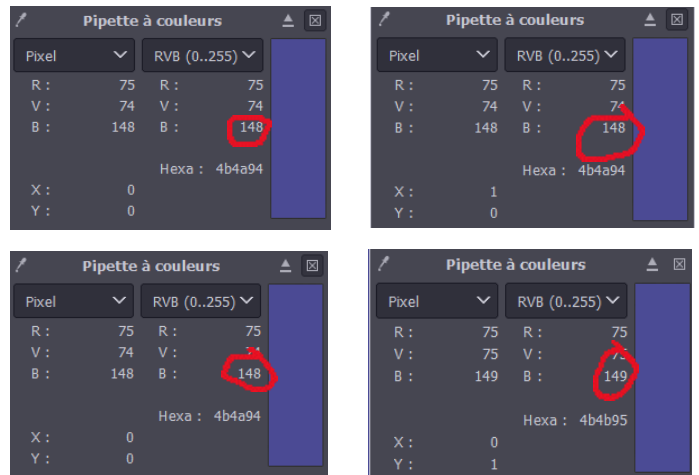 Pipette à couleurs
Pixel RVB (0..255)
R : 75 R : 75
V : 74 V : 74
B : 148 B : 148
Hexa : 4b4a94
X : 0
Y : 0
Pipette à couleurs
Pixel RVB (0..255)
R : 75 R : 75
V : 74 V : 74
B : 148 B : 148
Hexa : 4b4a94
X : 1
Y : 0
Pipette à couleurs
Pixel RVB (0..255)
R : 75 R : 75
V : 74 V : 74
B : 148 B : 148
Hexa : 4b4a94
X : 0
Y : 0
Pipette à couleurs
Pixel RVB (0..255)
R : 75 R : 75
V : 75 V : 75
B : 149 B : 149
Hexa : 4b4b95
X : 0
Y : 1